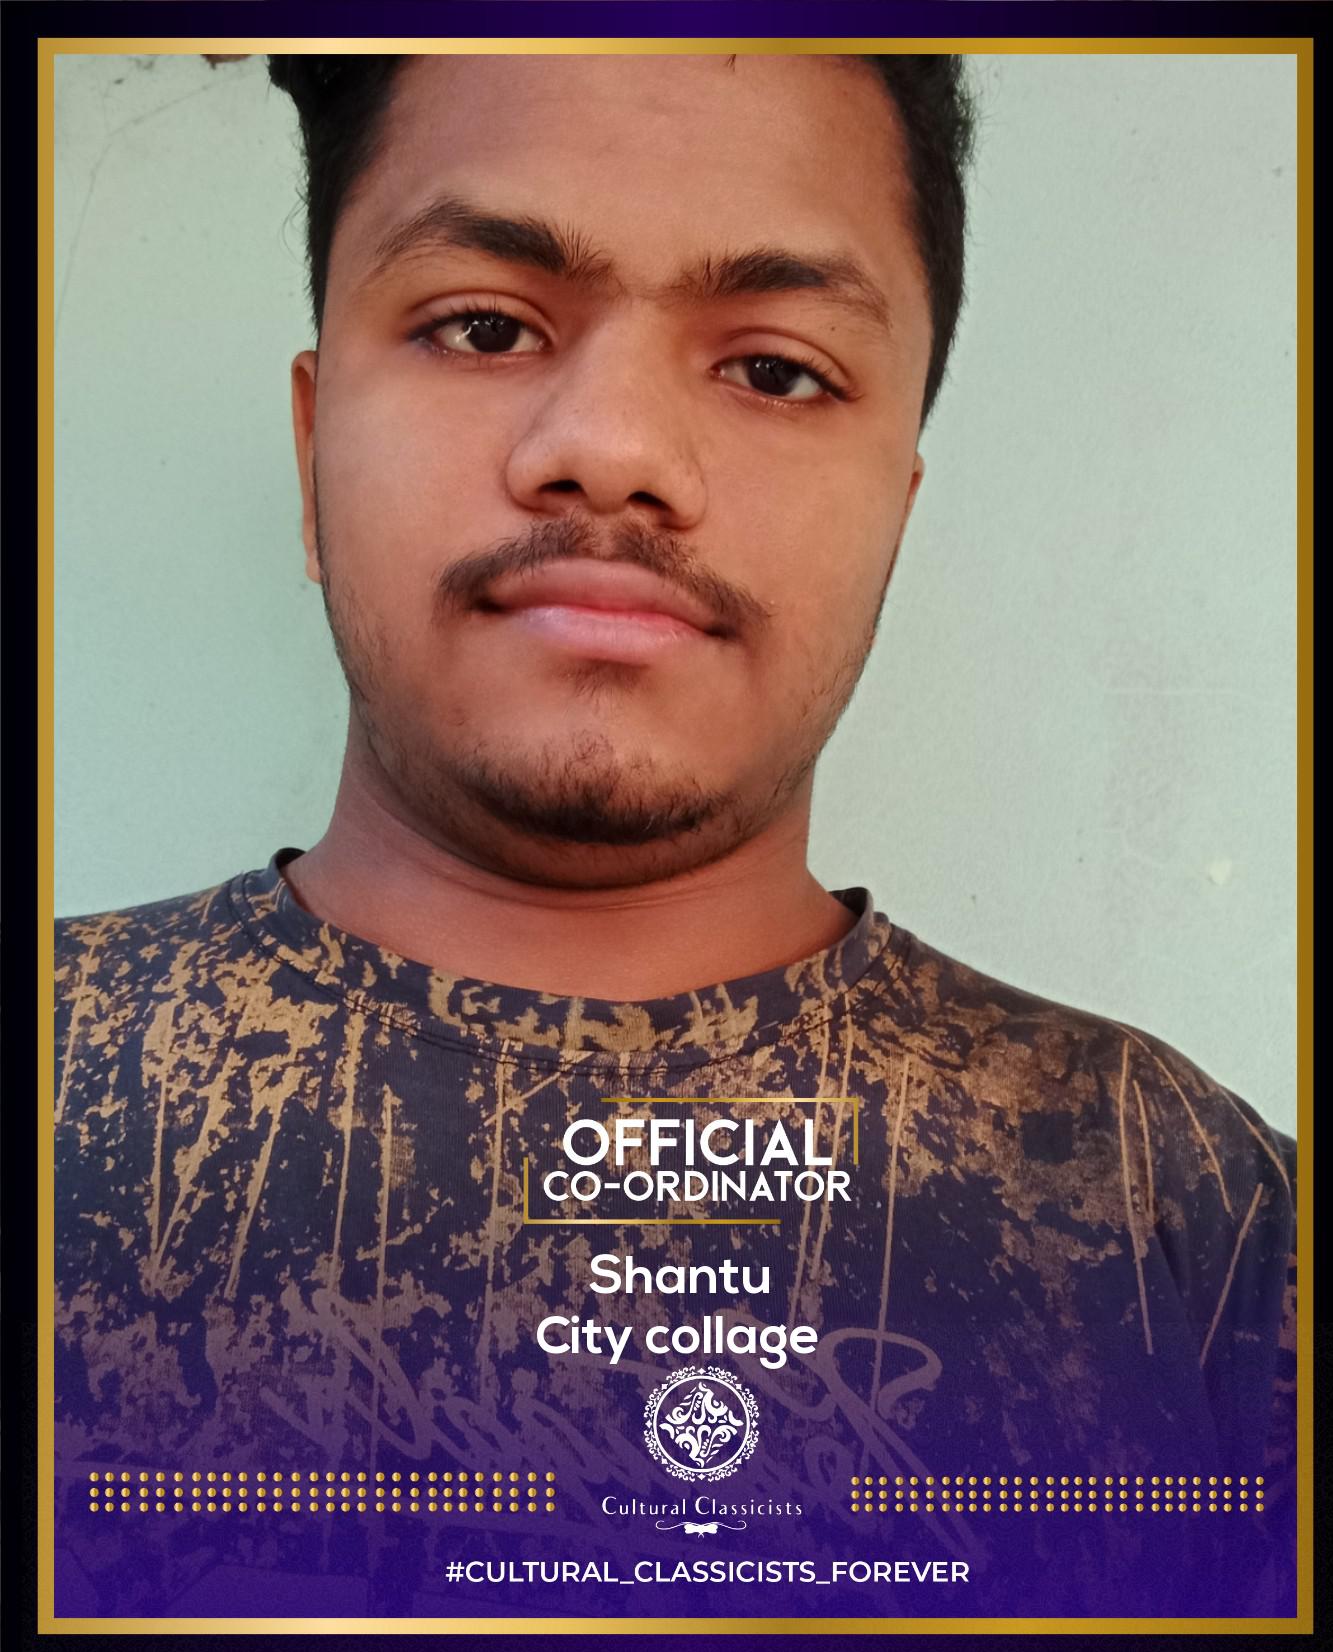 OFFICIAL
CO-ORDINATOR
Shantu
City collage
Cultural Classicists
#CULTURAL_CLASSICISTS_FOREVER